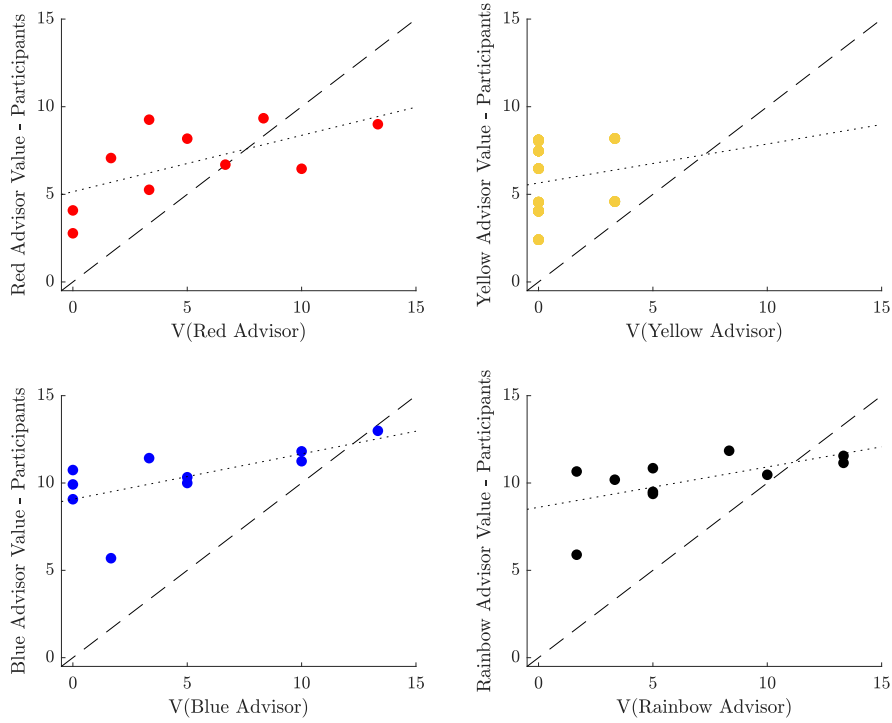 Red Advisor Value - Participants
15
10
5
0
0 5 10 15
V(Red Advisor)
Yellow Advisor Value - Participants
15
10
5
0
0 5 10 15
V(Yellow Advisor)
Blue Advisor Value - Participants
15
10
5
0
0 5 10 15
V(Blue Advisor)
Rainbow Advisor Value - Participants
15
10
5
0
0 5 10 15
V(Rainbow Advisor)